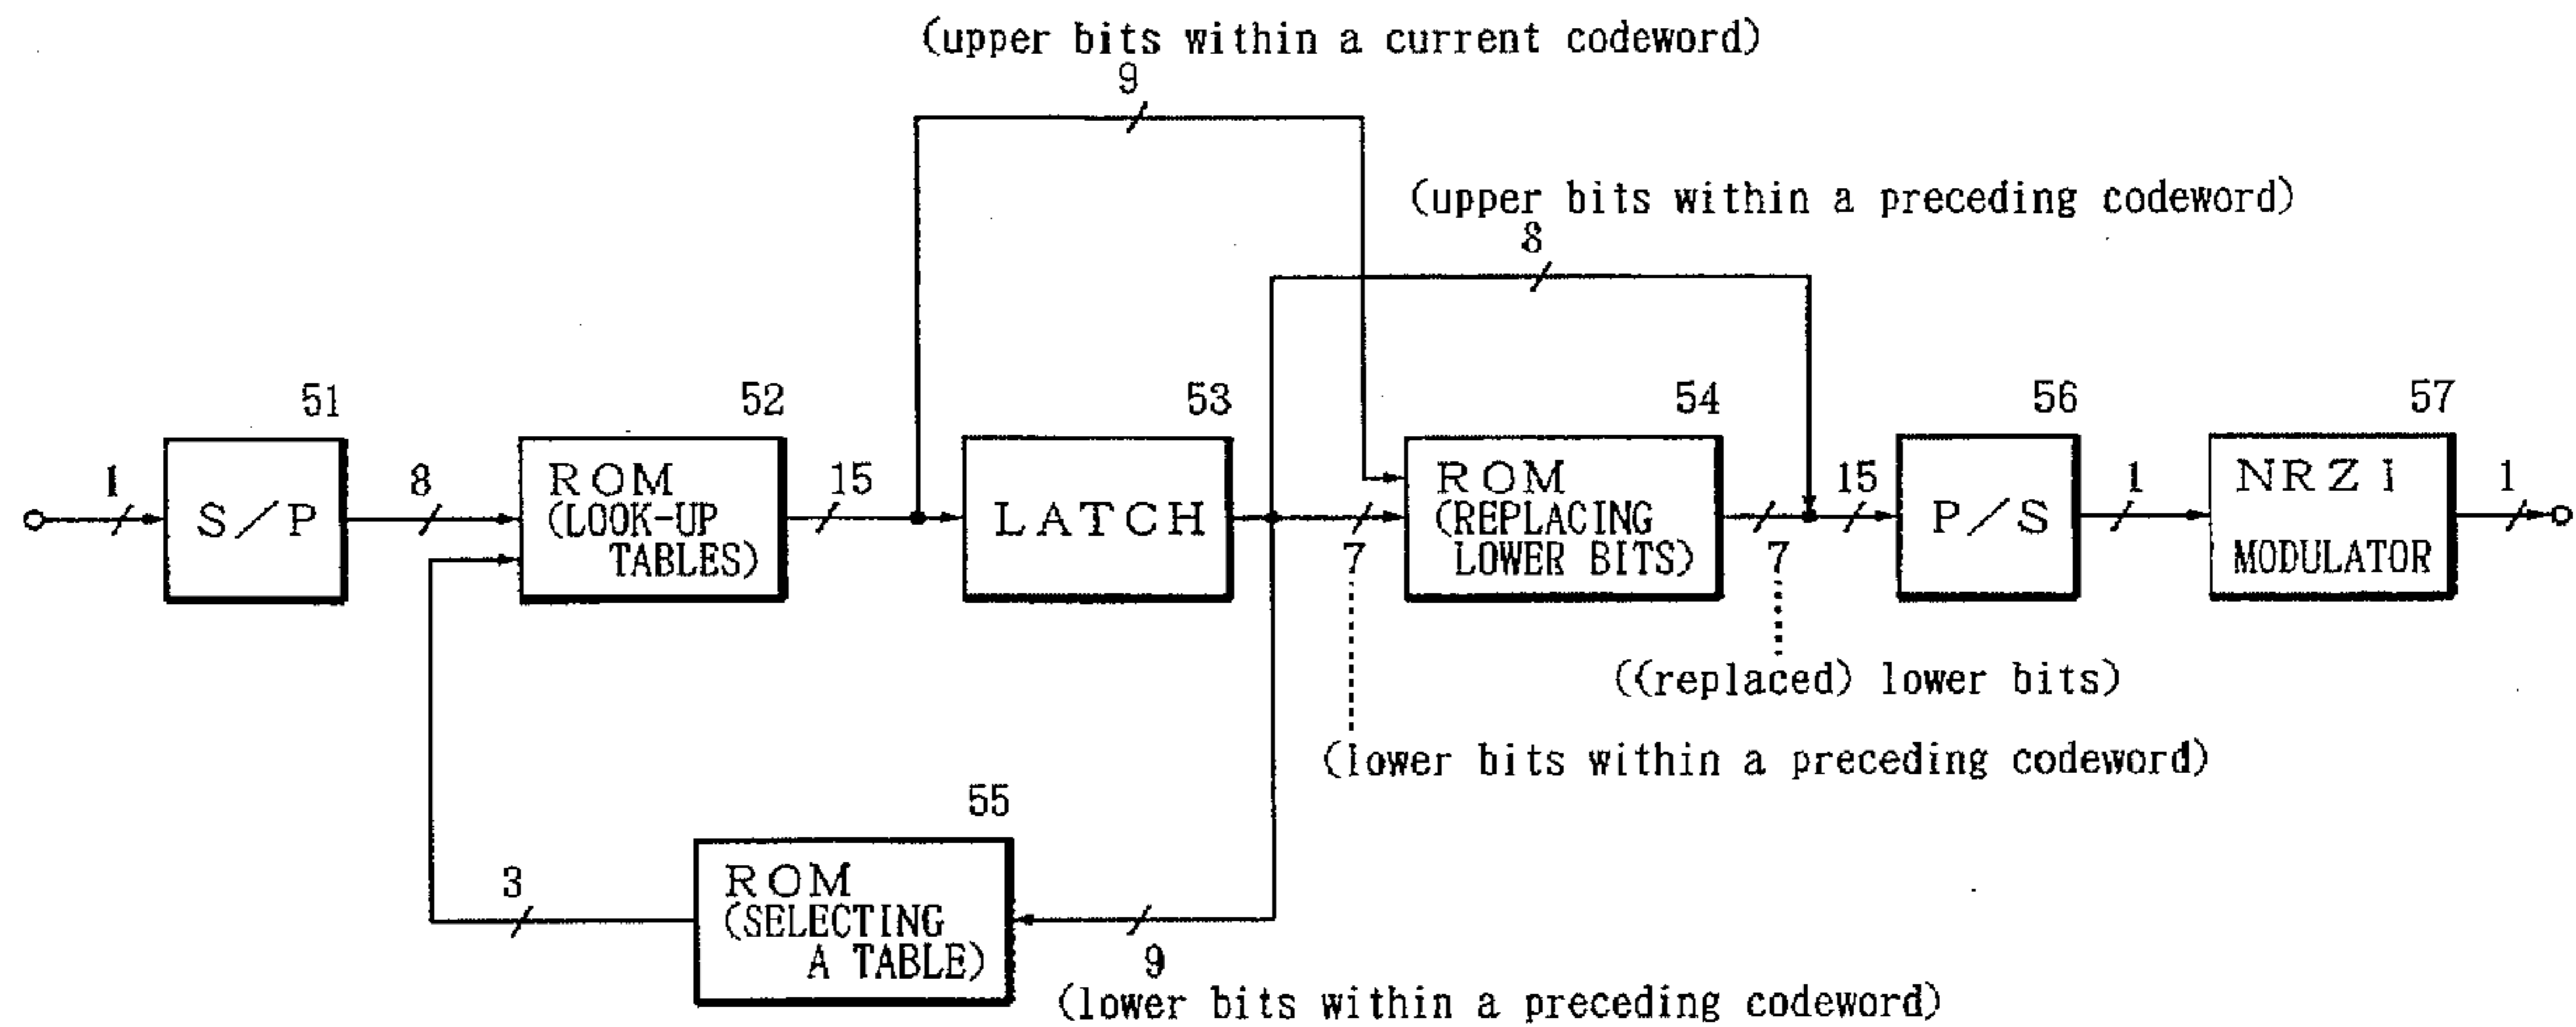 (upper bits within a current codeword)
9
(upper bits within a preceding codeword)
8
51
52
53
54
56
57
1
S/P
8
ROM
(LOOK-UP
TABLES)
15
LATCH
7
ROM
(REPLACING
LOWER BITS)
7
15
P/S
1
NRZI
MODULATOR
1
((replaced) lower bits)
(lower bits within a preceding codeword)
55
3
ROM
(SELECTING
A TABLE)
9
(lower bits within a preceding codeword)